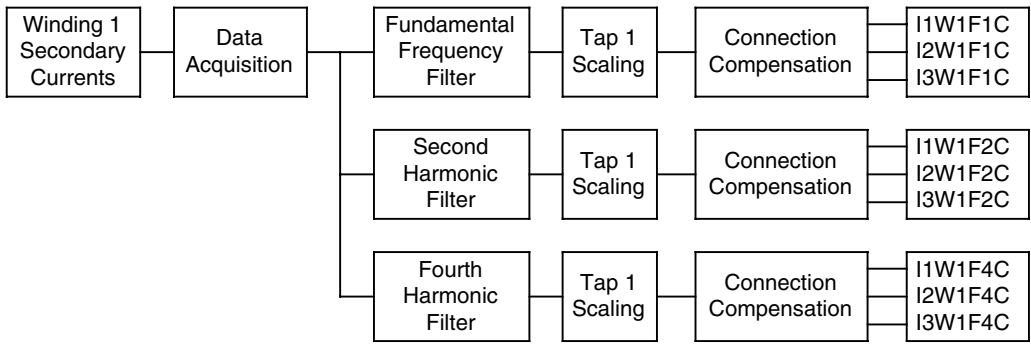 Winding 1
Secondary
Currents
Data
Acquisition
Fundamental
Frequency
Filter
Tap 1
Scaling
Connection
Compensation
I1W1F1C
I2W1F1C
I3W1F1C
Second
Harmonic
Filter
Tap 1
Scaling
Connection
Compensation
I1W1F2C
I2W1F2C
I3W1F2C
Fourth
Harmonic
Filter
Tap 1
Scaling
Connection
Compensation
I1W1F4C
I2W1F4C
I3W1F4C